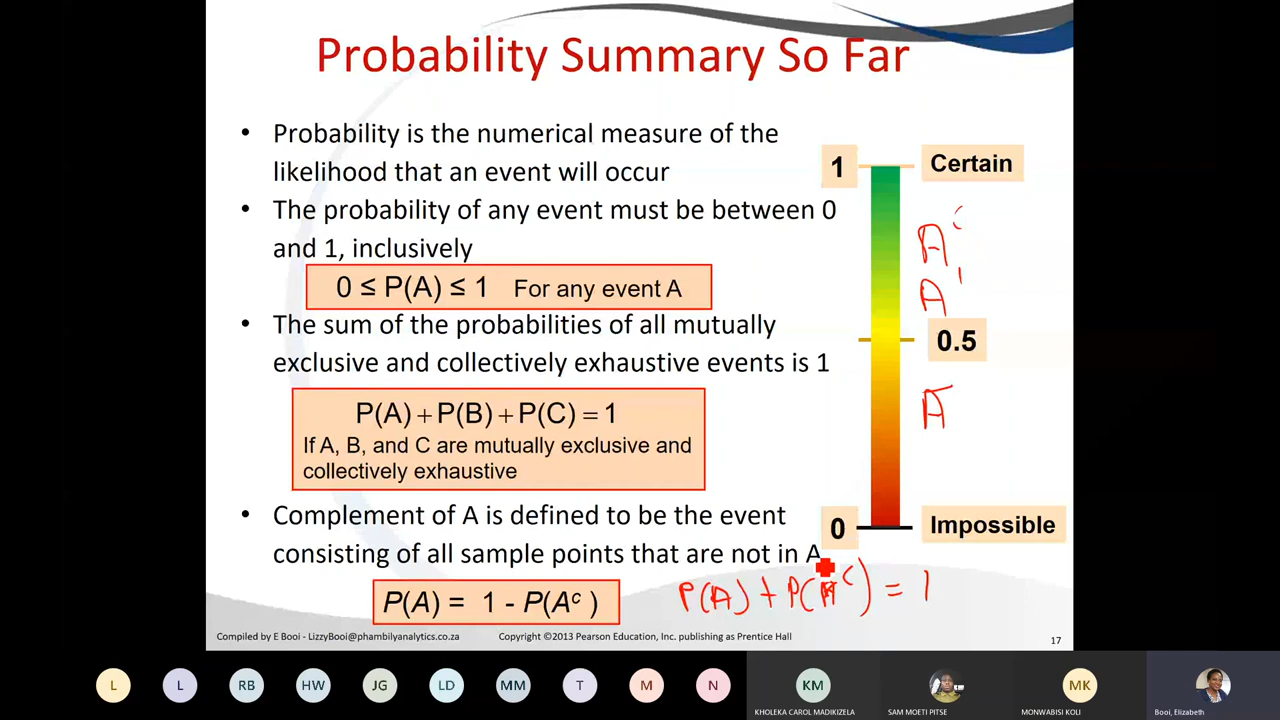 Probability Summary So Far
• Probability is the numerical measure of the
likelihood that an event will occur
• The probability of any event must be between 0
and 1, inclusively
0 ≤ P(A) ≤ 1 For any event A
• The sum of the probabilities of all mutually
exclusive and collectively exhaustive events is 1
P(A) + P(B) + P(C) = 1
If A, B, and C are mutually exclusive and
collectively exhaustive
• Complement of A is defined to be the event
consisting of all sample points that are not in A
P(A) = 1 - P(Aᶜ )
P(A) + P(Aᶜ) = 1
1 Certain
Aᶜ
A'
0.5
Ā
0 Impossible
Compiled by E Booi - LizzyBooi@phambilyanalytics.co.za Copyright ©2013 Pearson Education, Inc. publishing as Prentice Hall 17
L L RB HW JG LD MM T M N KM MK
KHOLEKA CAROL MADIKIZELA SAM MOETI PITSE MONWABISI KOLI Booi, Elizabeth